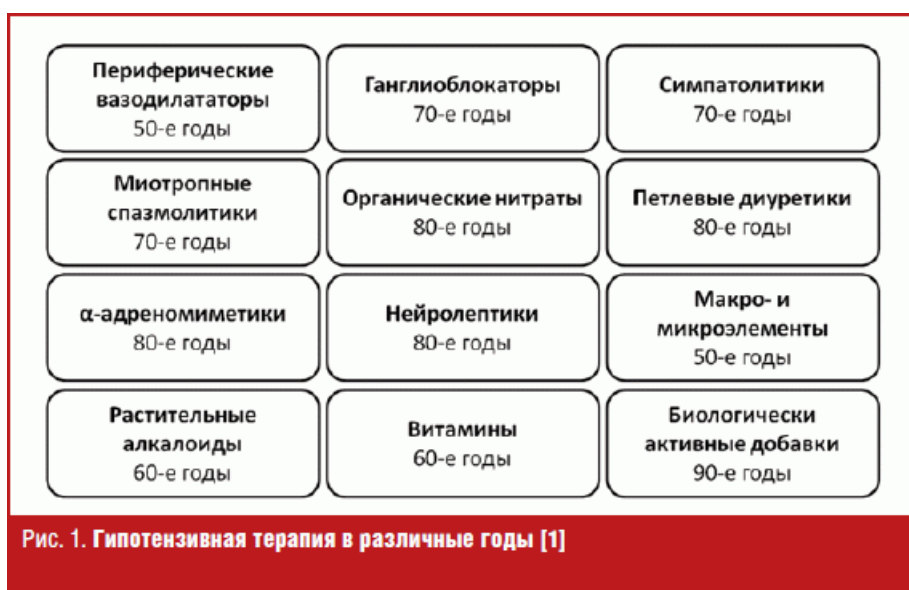 Периферические
вазодилататоры
50-е годы
Ганглиоблокаторы
70-е годы
Симпатолитики
70-е годы
Миотропные
спазмолитики
70-е годы
Органические нитраты
80-е годы
Петлевые диуретики
80-е годы
α-адреномиметики
80-е годы
Нейролептики
80-е годы
Макро- и
микроэлементы
50-е годы
Растительные
алкалоиды
60-е годы
Витамины
60-е годы
Биологически
активные добавки
90-е годы
Рис. 1. Гипотензивная терапия в различные годы [1]